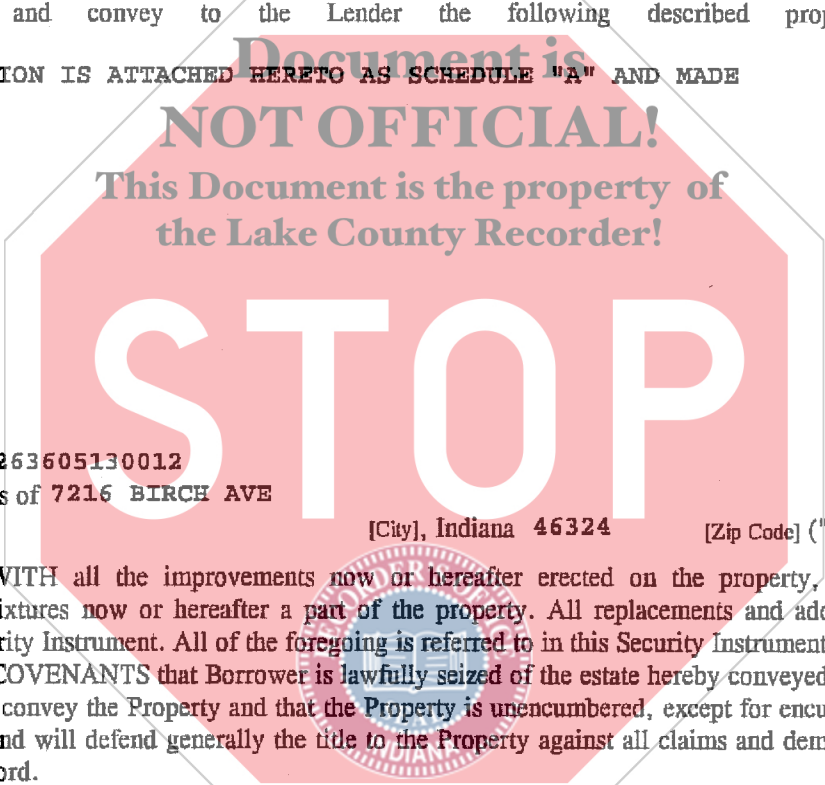 and convey to the Lender the following described prop
Document is
ION IS ATTACHED HERETO AS SCHEDULE "A" AND MADE
NOT OFFICIAL!
This Document is the property of
the Lake County Recorder!
STOP
263605130012
s of 7216 BIRCH AVE
[City], Indiana 46324 [Zip Code] ("
WITH all the improvements now or hereafter erected on the property,
ixtures now or hereafter a part of the property. All replacements and add
rity Instrument. All of the foregoing is referred to in this Security Instrument
COVENANTS that Borrower is lawfully seized of the estate hereby conveyed
convey the Property and that the Property is unencumbered, except for encu
nd will defend generally the title to the Property against all claims and dem
ord.
RECORDER'S OFFICE
INDIANA